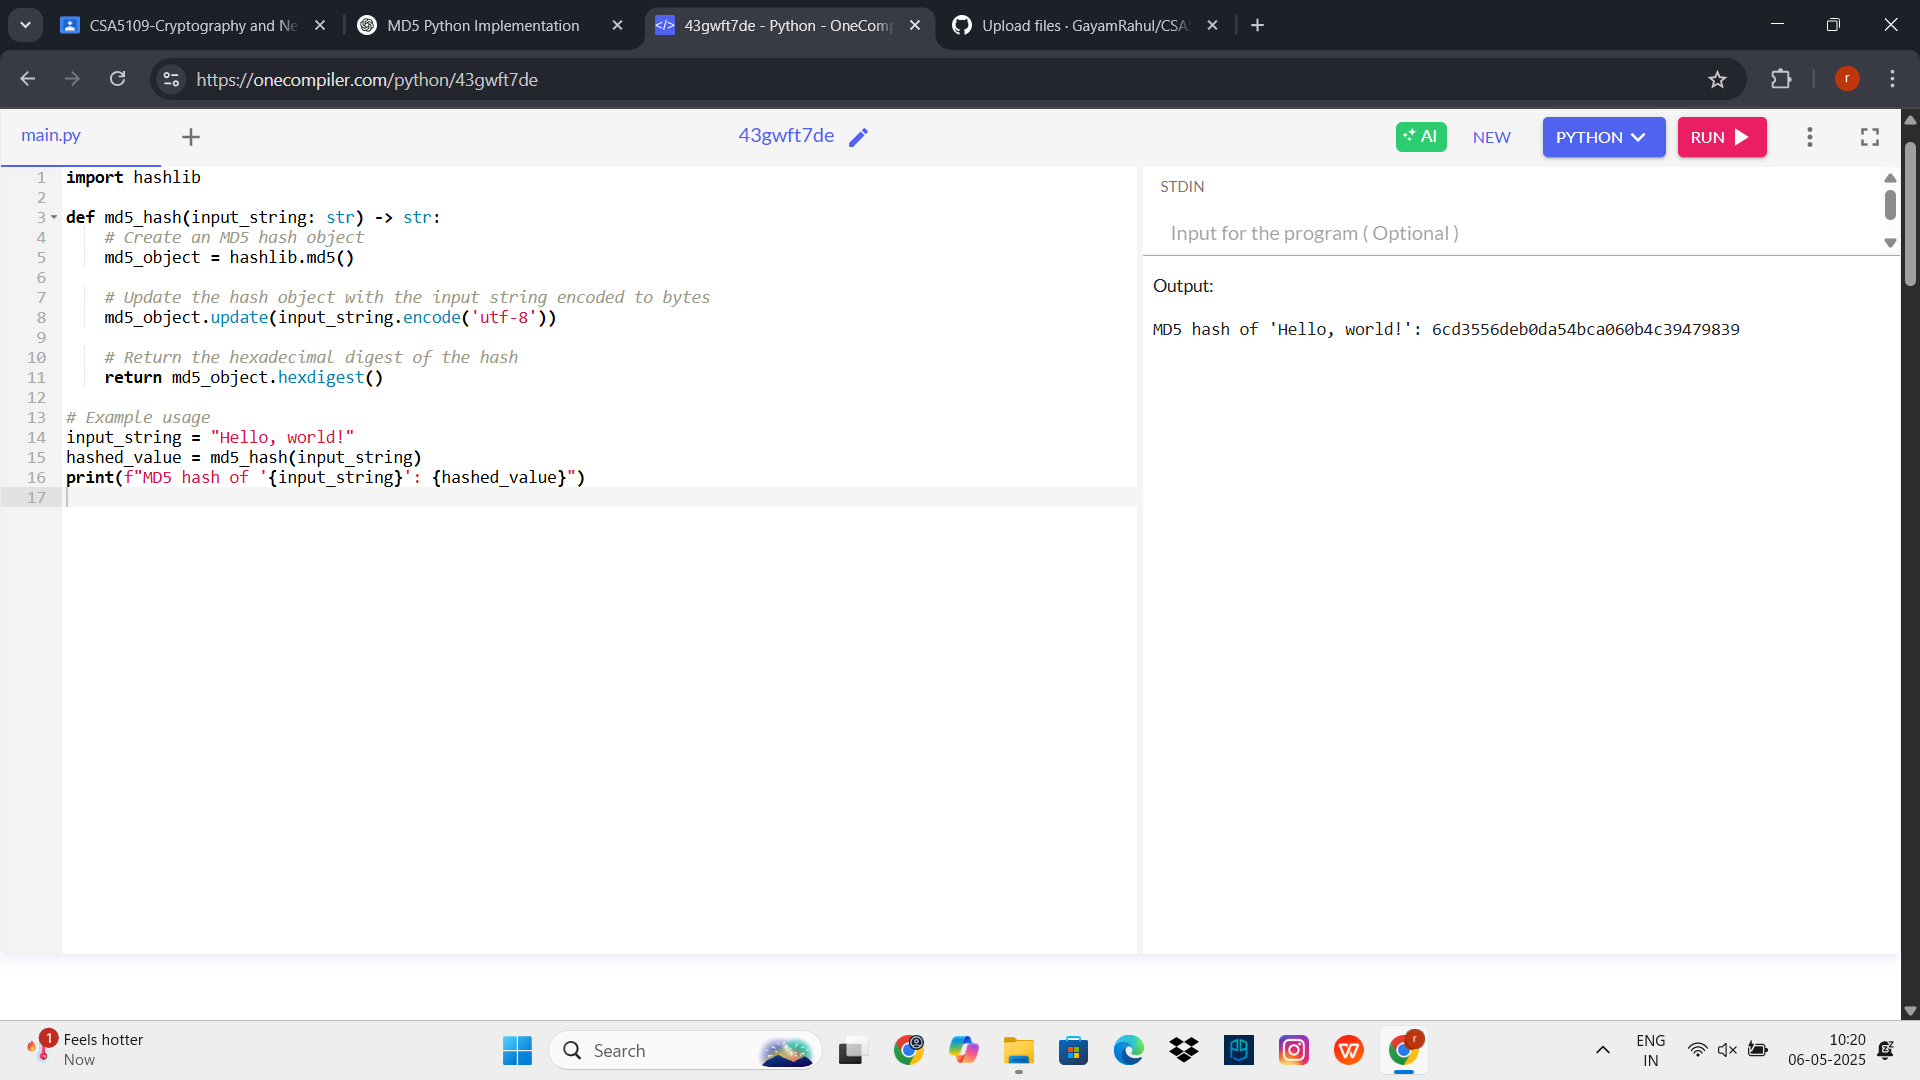 CSA5109-Cryptography and Ne
MD5 Python Implementation
43gwft7de - Python - OneComp
Upload files · GayamRahul/CSA5
https://onecompiler.com/python/43gwft7de
r
main.py
43gwft7de
AI
NEW
PYTHON
RUN
1 import hashlib
2
3 def md5_hash(input_string: str) -> str:
4 # Create an MD5 hash object
5 md5_object = hashlib.md5()
6
7 # Update the hash object with the input string encoded to bytes
8 md5_object.update(input_string.encode('utf-8'))
9
10 # Return the hexadecimal digest of the hash
11 return md5_object.hexdigest()
12
13 # Example usage
14 input_string = "Hello, world!"
15 hashed_value = md5_hash(input_string)
16 print(f"MD5 hash of '{input_string}': {hashed_value}")
17
STDIN
Input for the program ( Optional )
Output:
MD5 hash of 'Hello, world!': 6cd3556deb0da54bca060b4c39479839
1
Feels hotter
Now
Search
ENG
IN
10:20
06-05-2025